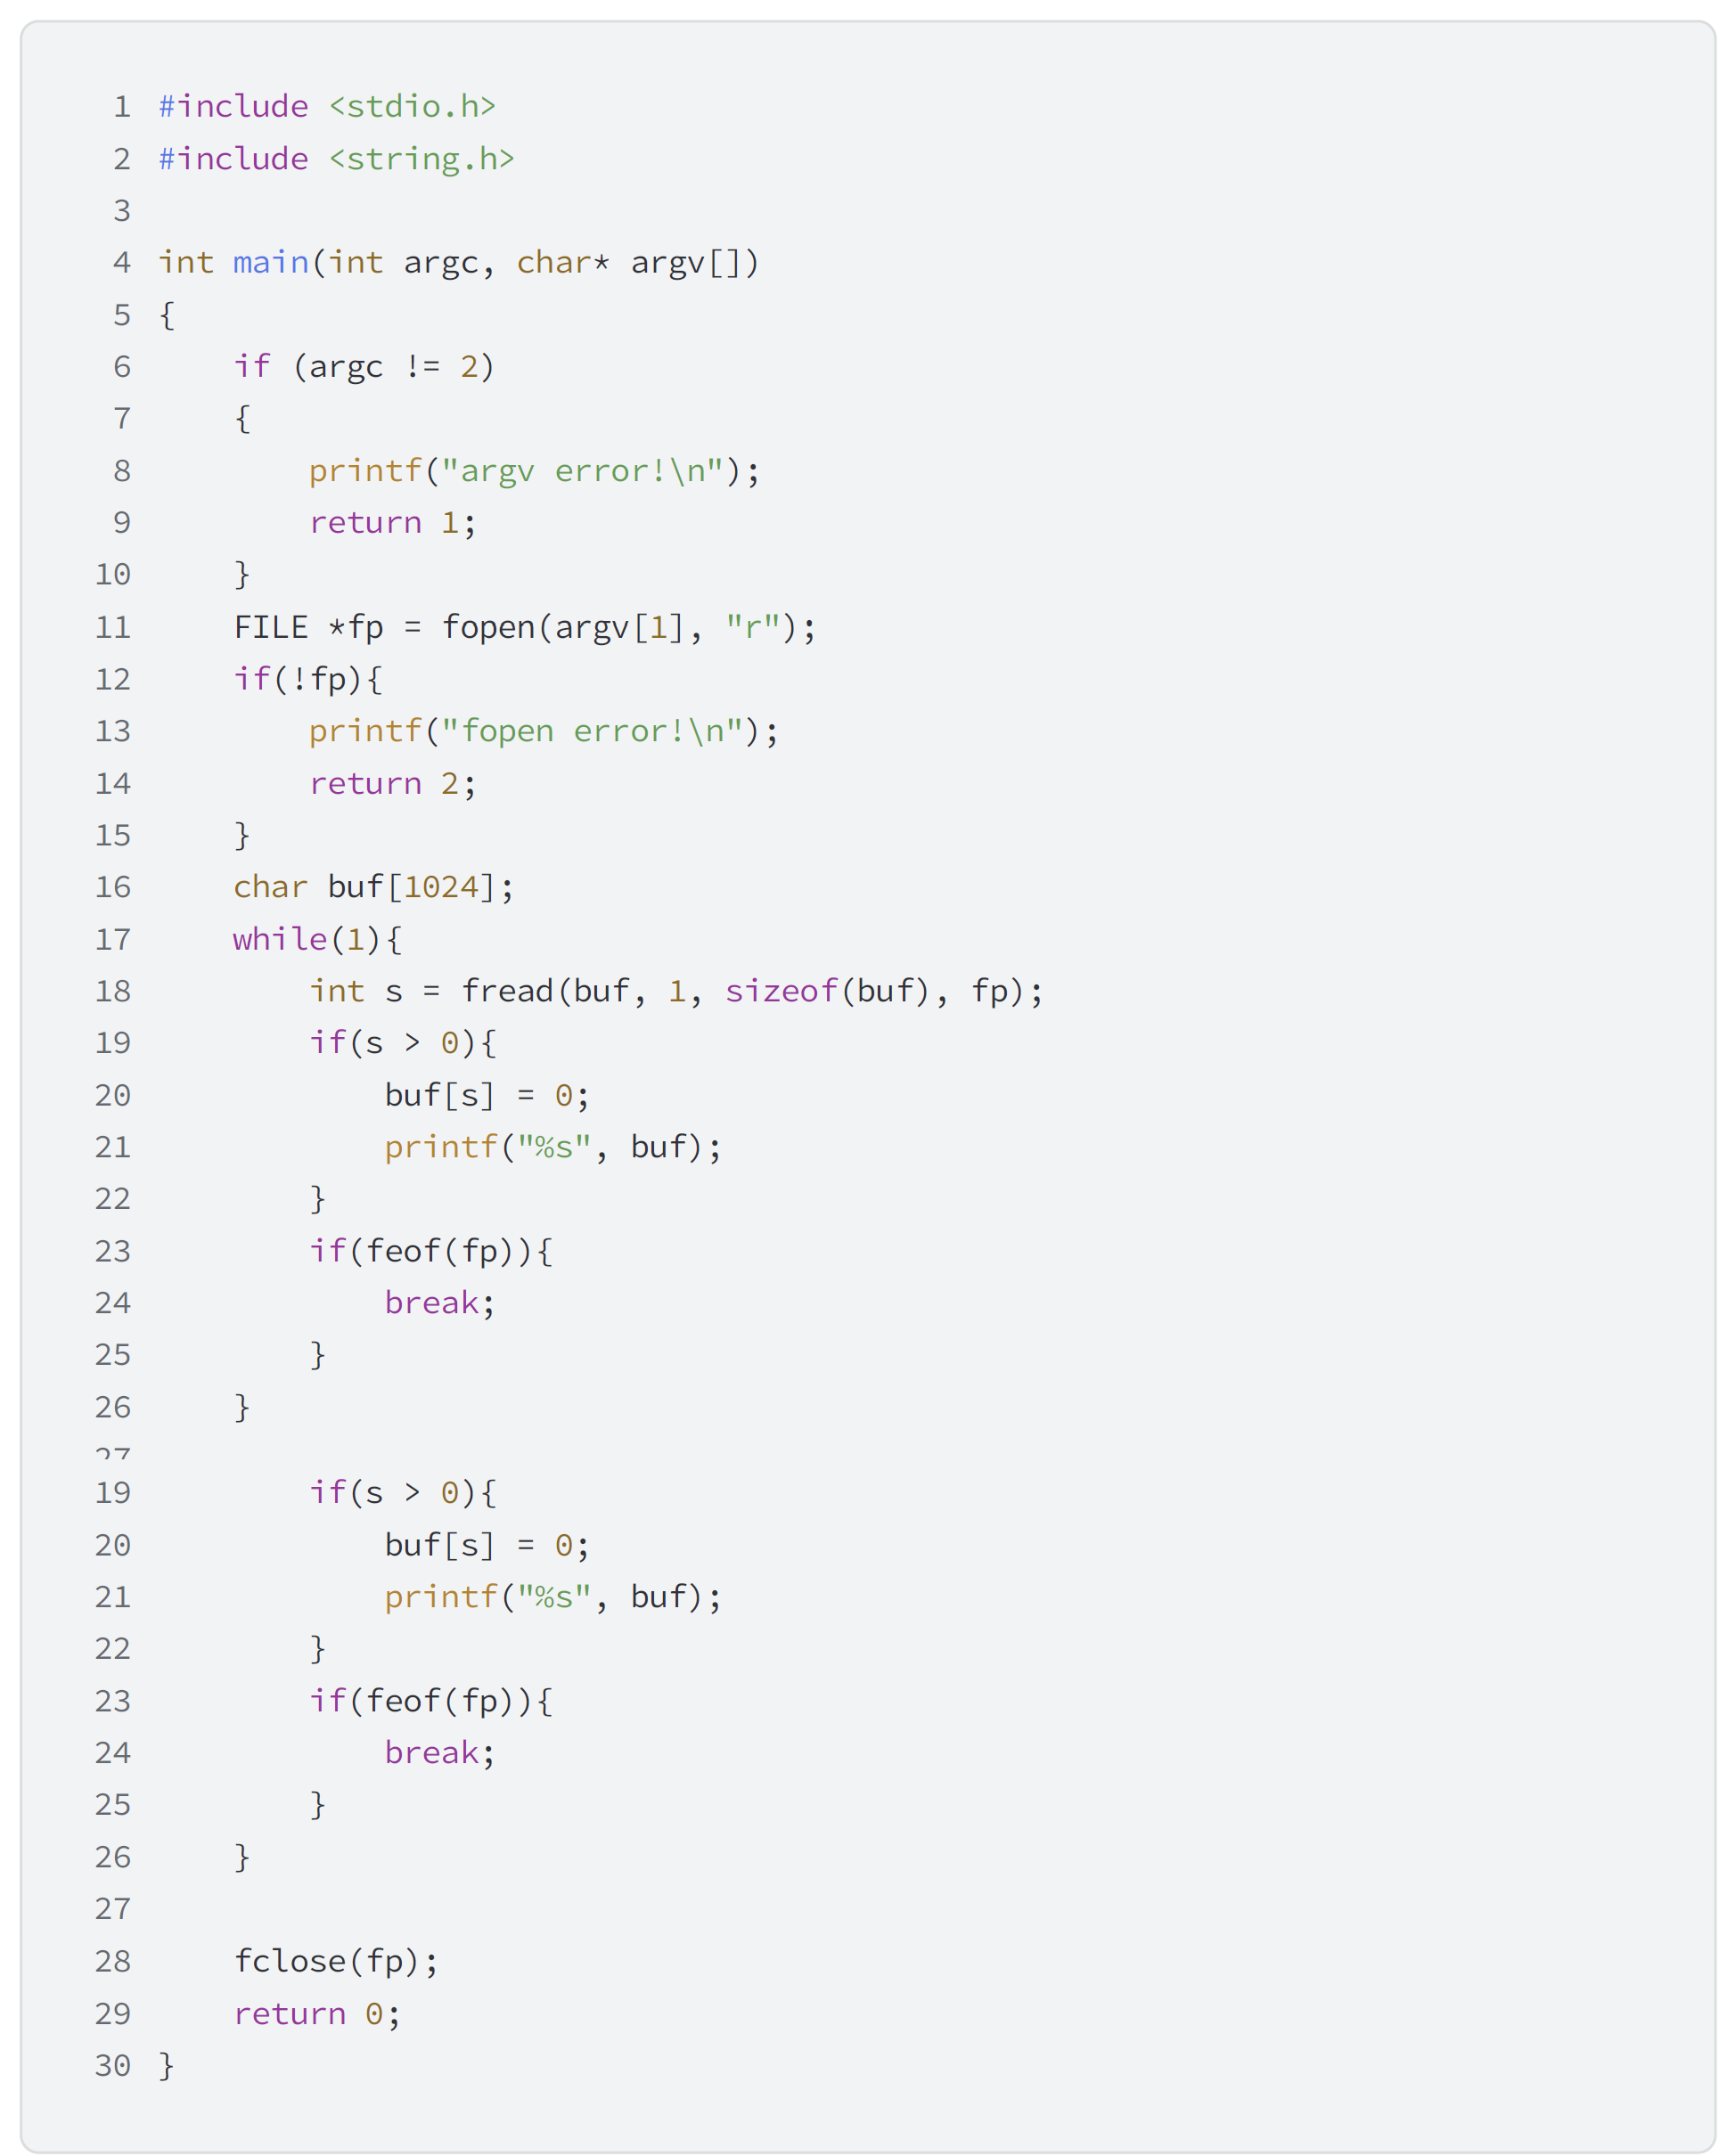 1 #include <stdio.h>
2 #include <string.h>
3
4 int main(int argc, char* argv[])
5 {
6     if (argc != 2)
7     {
8         printf("argv error!\n");
9         return 1;
10     }
11     FILE *fp = fopen(argv[1], "r");
12     if(!fp){
13         printf("fopen error!\n");
14         return 2;
15     }
16     char buf[1024];
17     while(1){
18         int s = fread(buf, 1, sizeof(buf), fp);
19         if(s > 0){
20             buf[s] = 0;
21             printf("%s", buf);
22         }
23         if(feof(fp)){
24             break;
25         }
26     }
27
19         if(s > 0){
20             buf[s] = 0;
21             printf("%s", buf);
22         }
23         if(feof(fp)){
24             break;
25         }
26     }
27
28     fclose(fp);
29     return 0;
30 }